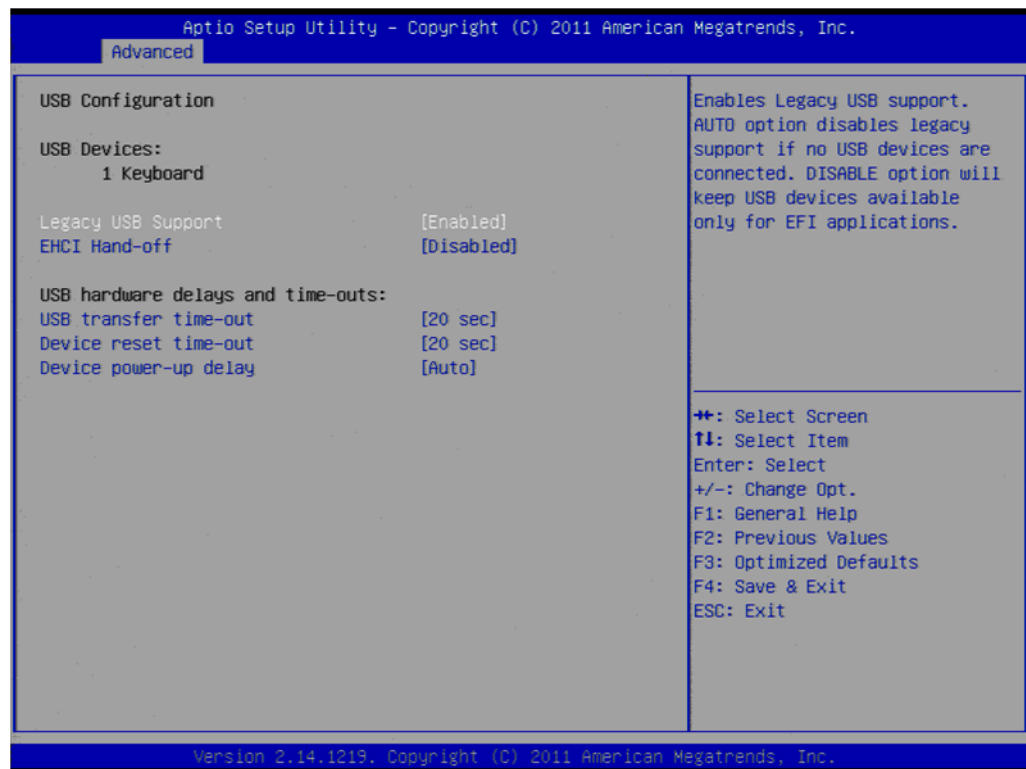 Aptio Setup Utility – Copyright (C) 2011 American Megatrends, Inc.
Advanced
USB Configuration
USB Devices:
1 Keyboard
Legacy USB Support [Enabled]
EHCI Hand-off [Disabled]
USB hardware delays and time-outs:
USB transfer time-out [20 sec]
Device reset time-out [20 sec]
Device power-up delay [Auto]
Enables Legacy USB support.
AUTO option disables legacy
support if no USB devices are
connected. DISABLE option will
keep USB devices available
only for EFI applications.
→←: Select Screen
↑↓: Select Item
Enter: Select
+/-: Change Opt.
F1: General Help
F2: Previous Values
F3: Optimized Defaults
F4: Save & Exit
ESC: Exit
Version 2.14.1219. Copyright (C) 2011 American Megatrends, Inc.